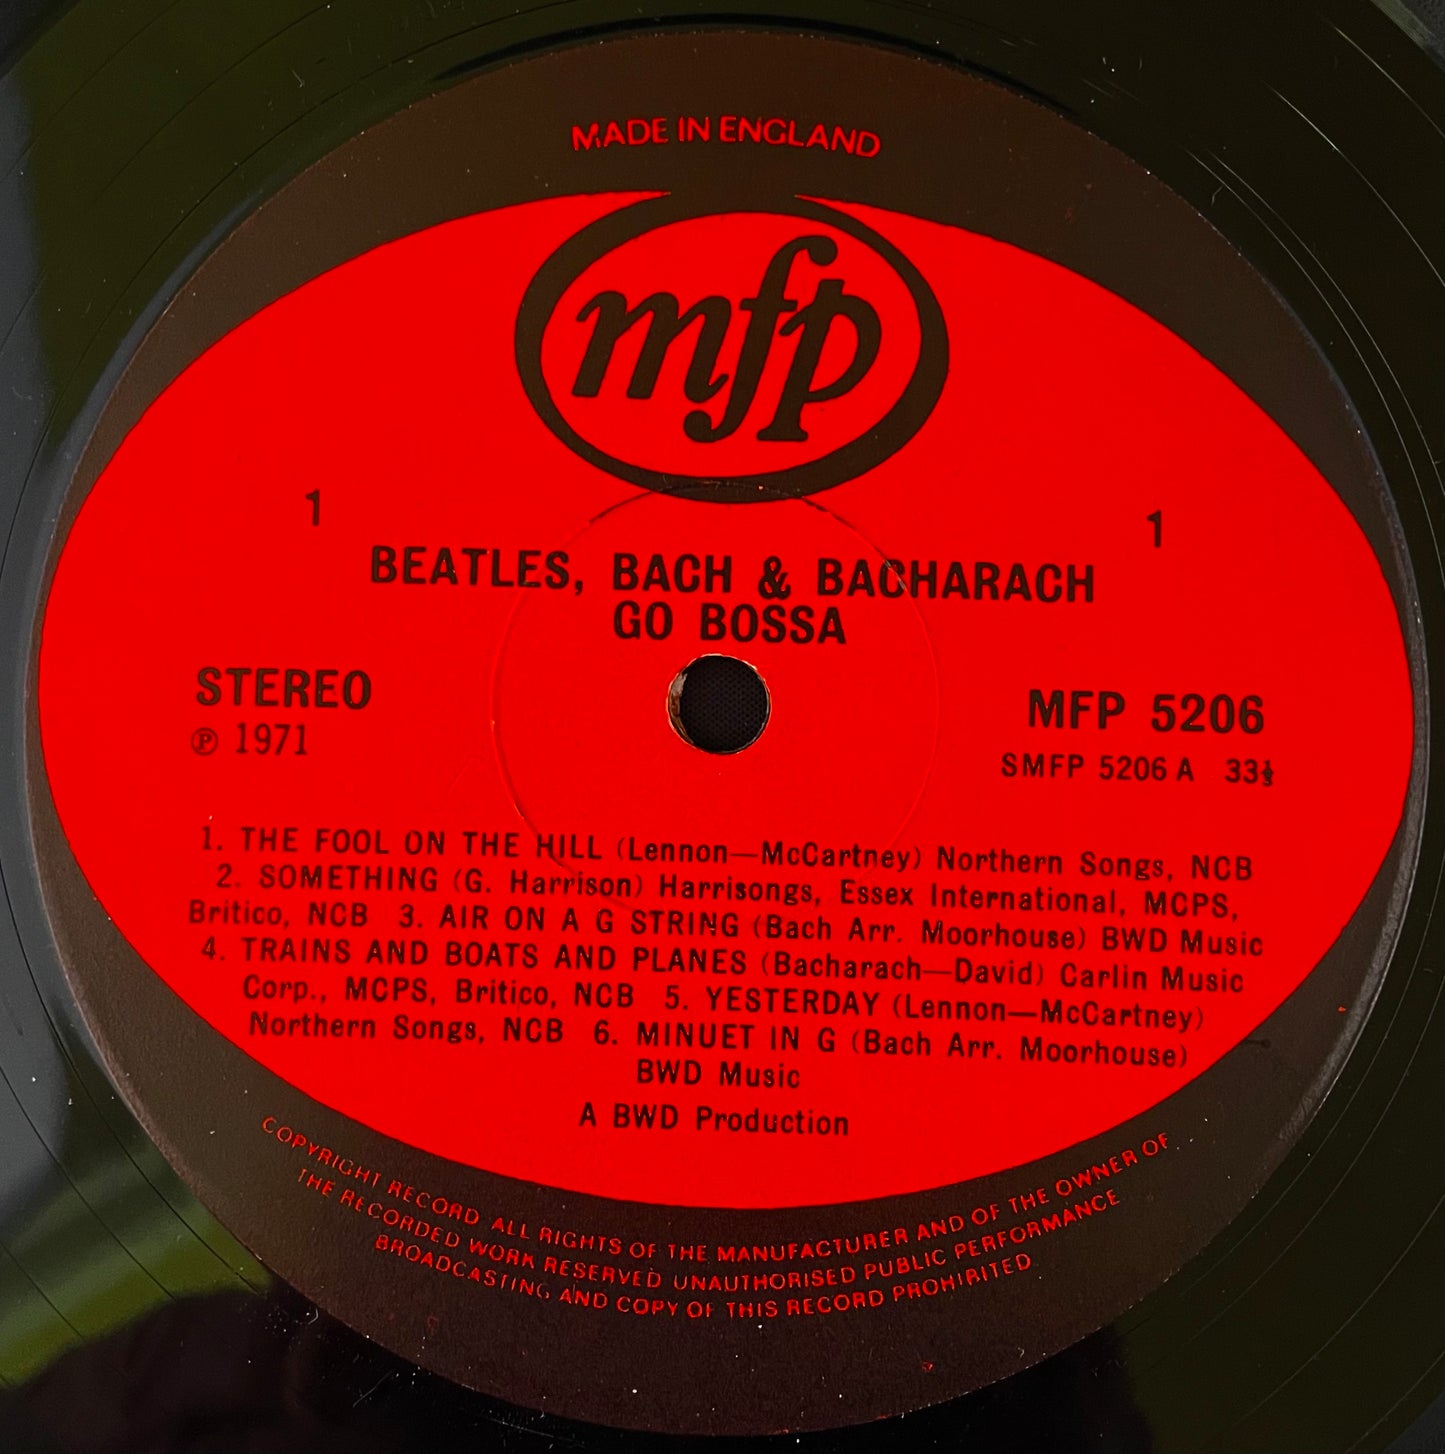 MADE IN ENGLAND
mfp
1 1
BEATLES, BACH & BACHARACH
GO BOSSA
STEREO MFP 5206
℗ 1971 SMFP 5206 A 33⅓
1. THE FOOL ON THE HILL (Lennon—McCartney) Northern Songs, NCB
2. SOMETHING (G. Harrison) Harrisongs, Essex International, MCPS,
Britico, NCB 3. AIR ON A G STRING (Bach Arr. Moorhouse) BWD Music
4. TRAINS AND BOATS AND PLANES (Bacharach—David) Carlin Music
Corp., MCPS, Britico, NCB 5. YESTERDAY (Lennon—McCartney)
Northern Songs, NCB 6. MINUET IN G (Bach Arr. Moorhouse)
BWD Music
A BWD Production
COPYRIGHT RECORD ALL RIGHTS OF THE MANUFACTURER AND OF THE OWNER OF
THE RECORDED WORK RESERVED UNAUTHORISED PUBLIC PERFORMANCE
BROADCASTING AND COPY OF THIS RECORD PROHIBITED